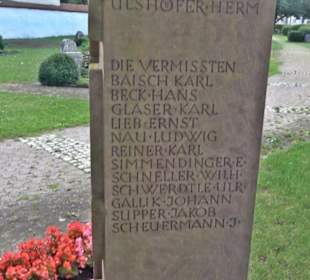 ULSHÖFER·HERM
DIE VERMISSTEN
BAISCH KARL
BECK·HANS
GLASER·KARL
LIEB·ERNST
NAU·LUDWIG
REINER·KARL
SIMMENDINGER·E·
SCHNELLER·WILH·
SCHWERDTLE·ULR·
GALLIK·JOHANN
SUPPER·JAKOB
SCHEUERMANN·J·